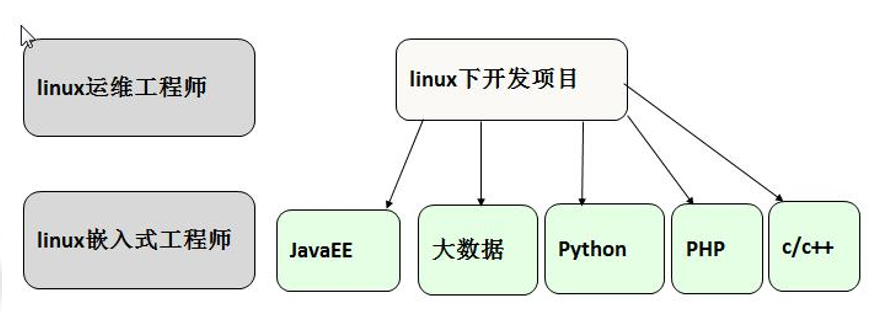 linux运维工程师
linux下开发项目
linux嵌入式工程师
JavaEE
大数据
Python
PHP
c/c++